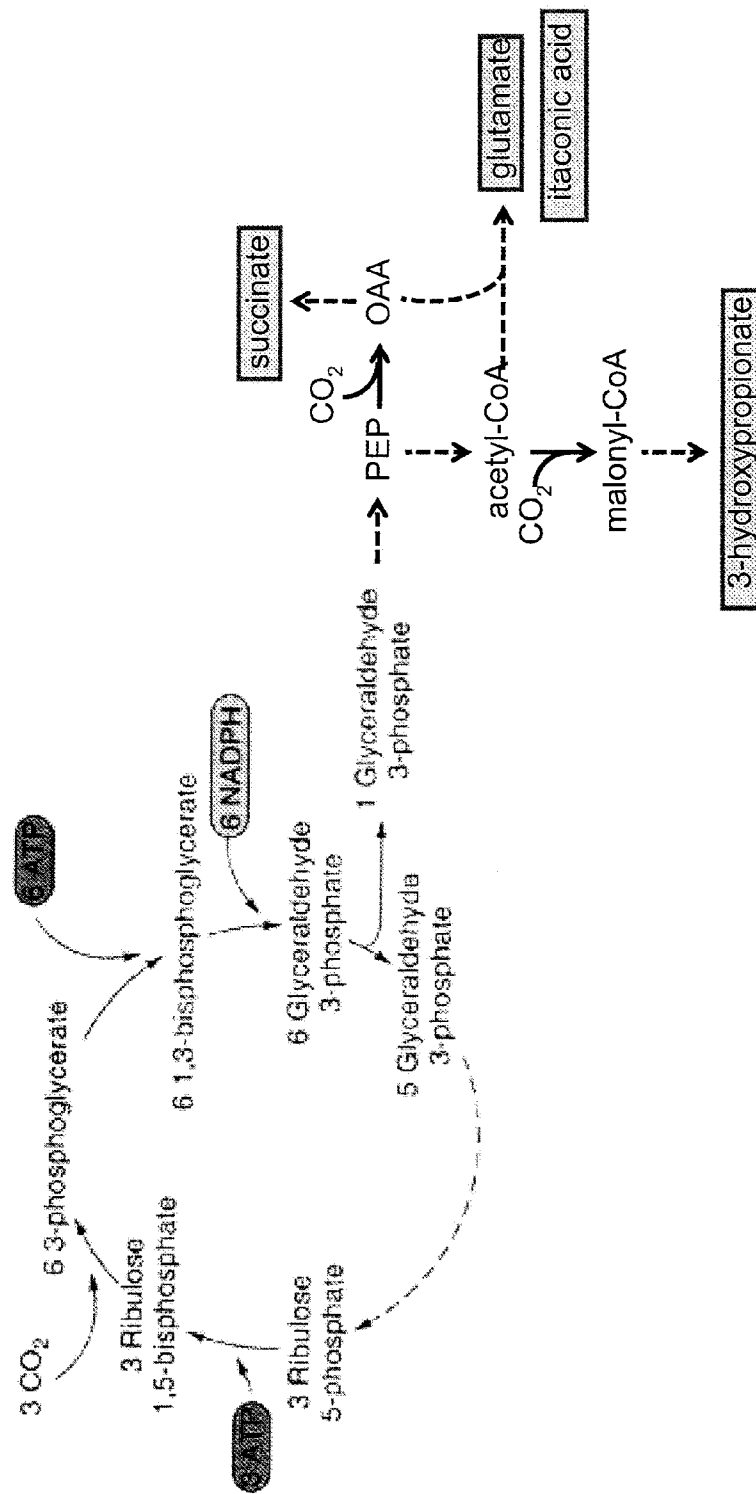 3 CO2
6 3-phosphoglycerate
6 ATP
3 Ribulose
1,5-bisphosphate
6 1,3-bisphosphoglycerate
6 NADPH
3 ATP
3 Ribulose
5-phosphate
6 Glyceraldehyde
3-phosphate
5 Glyceraldehyde
3-phosphate
1 Glyceraldehyde
3-phosphate
PEP
CO2
OAA
succinate
acetyl-CoA
CO2
malonyl-CoA
3-hydroxypropionate
glutamate
itaconic acid